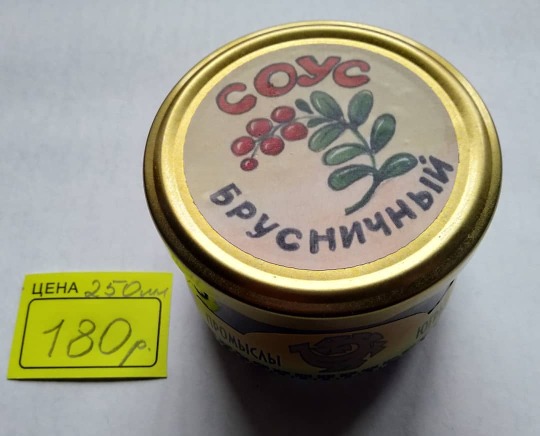 СОУС
БРУСНИЧНЫЙ
ЦЕНА 250мл
180р.
ПРОМЫСЛЫ